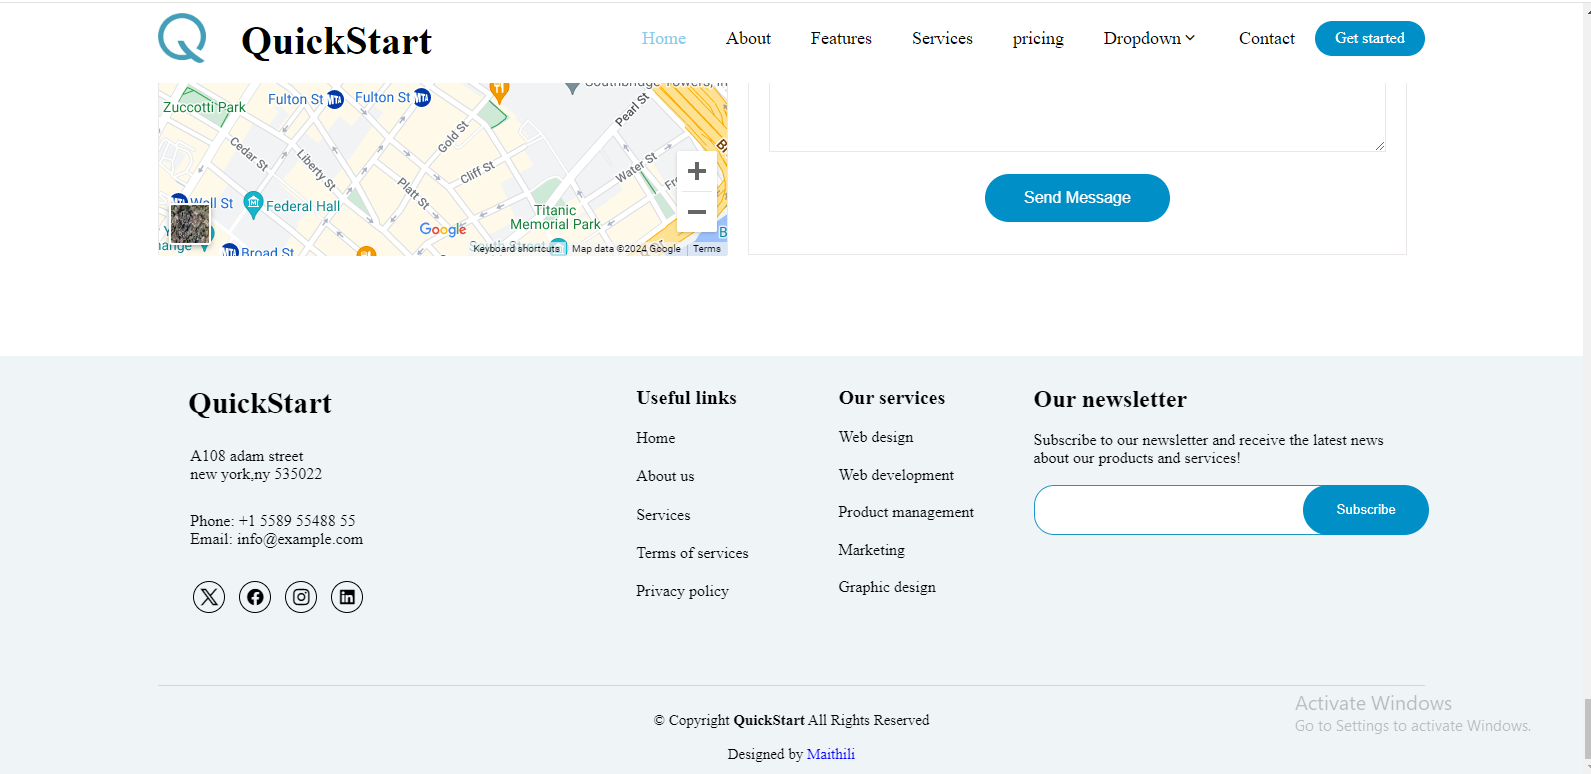 QuickStart
Home About Features Services pricing Dropdown Contact Get started
Zuccotti Park
Fulton St
Fulton St
Pearl St
Gold St
Cedar St
Liberty St
Cliff St
Water St
Platt St
Wall St
Federal Hall
Titanic
Memorial Park
Google
Broad St
Keyboard shortcuts Map data ©2024 Google Terms
Send Message
QuickStart
A108 adam street
new york,ny 535022
Phone: +1 5589 55488 55
Email: info@example.com
Useful links
Home
About us
Services
Terms of services
Privacy policy
Our services
Web design
Web development
Product management
Marketing
Graphic design
Our newsletter
Subscribe to our newsletter and receive the latest news
about our products and services!
Subscribe
© Copyright QuickStart All Rights Reserved
Designed by Maithili
Activate Windows
Go to Settings to activate Windows.